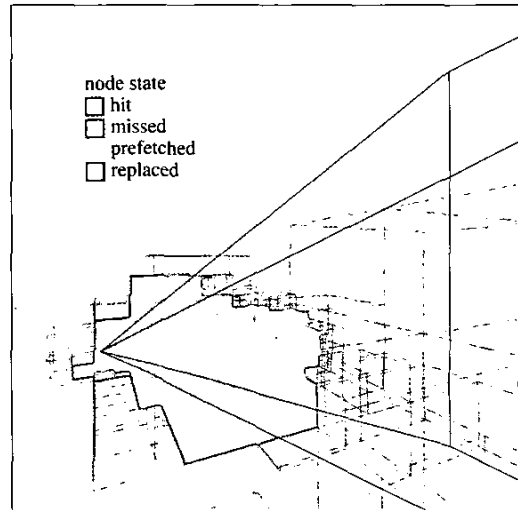 node state
hit
missed
prefetched
replaced